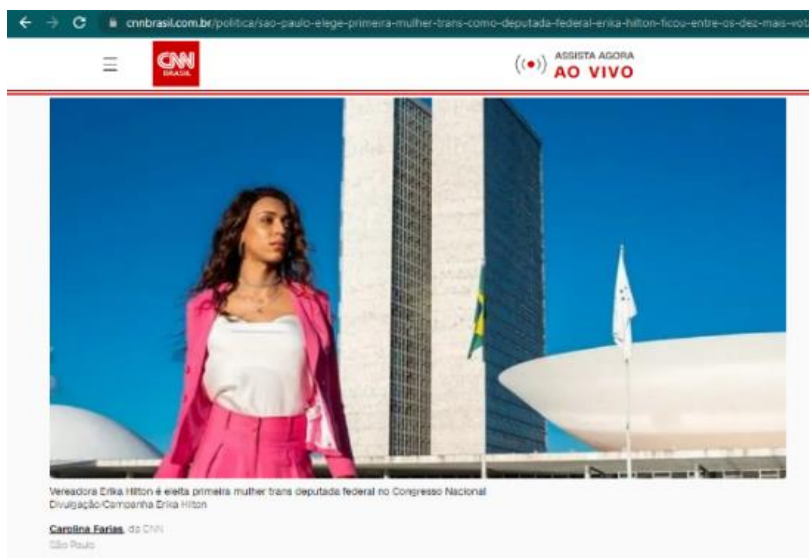 cnnbrasil.com.br/politica/sao-paulo-elege-primeira-mulher-trans-como-deputada-federal-erika-hilton-ficou-entre-os-dez-mais-vot
CNN
BRASIL
ASSISTA AGORA
AO VIVO
Vereadora Erika Hilton é eleita primeira mulher trans deputada federal no Congresso Nacional
Divulgação/Campanha Erika Hilton
Carolina Farias, da CNN
São Paulo